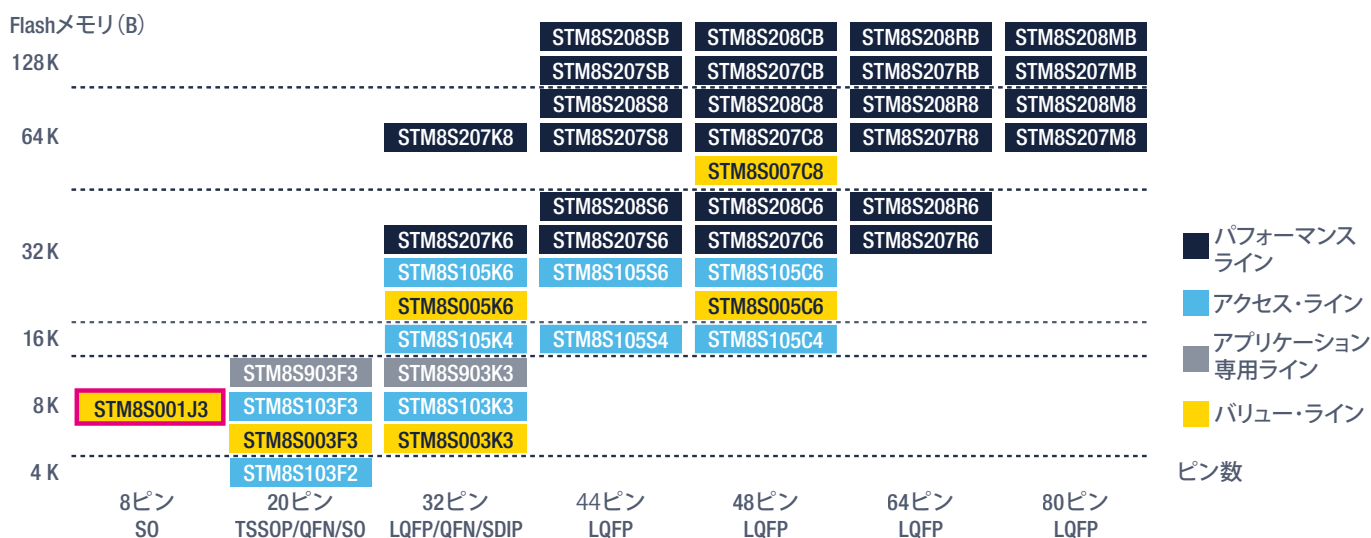 Flashメモリ(B)
STM8S208SB STM8S208CB STM8S208RB STM8S208MB
128 K
STM8S207SB STM8S207CB STM8S207RB STM8S207MB
STM8S208S8 STM8S208C8 STM8S208R8 STM8S208M8
64 K STM8S207K8 STM8S207S8 STM8S207C8 STM8S207R8 STM8S207M8
STM8S007C8
STM8S208S6 STM8S208C6 STM8S208R6
32 K STM8S207K6 STM8S207S6 STM8S207C6 STM8S207R6
STM8S105K6 STM8S105S6 STM8S105C6
STM8S005K6 STM8S005C6
16 K STM8S105K4 STM8S105S4 STM8S105C4
STM8S903F3 STM8S903K3
8 K STM8S001J3 STM8S103F3 STM8S103K3
STM8S003F3 STM8S003K3
4 K STM8S103F2
8ピン 20ピン 32ピン 44ピン 48ピン 64ピン 80ピン
SO TSSOP/QFN/SO LQFP/QFN/SDIP LQFP LQFP LQFP LQFP
パフォーマンス
ライン
アクセス・ライン
アプリケーション
専用ライン
バリュー・ライン
ピン数